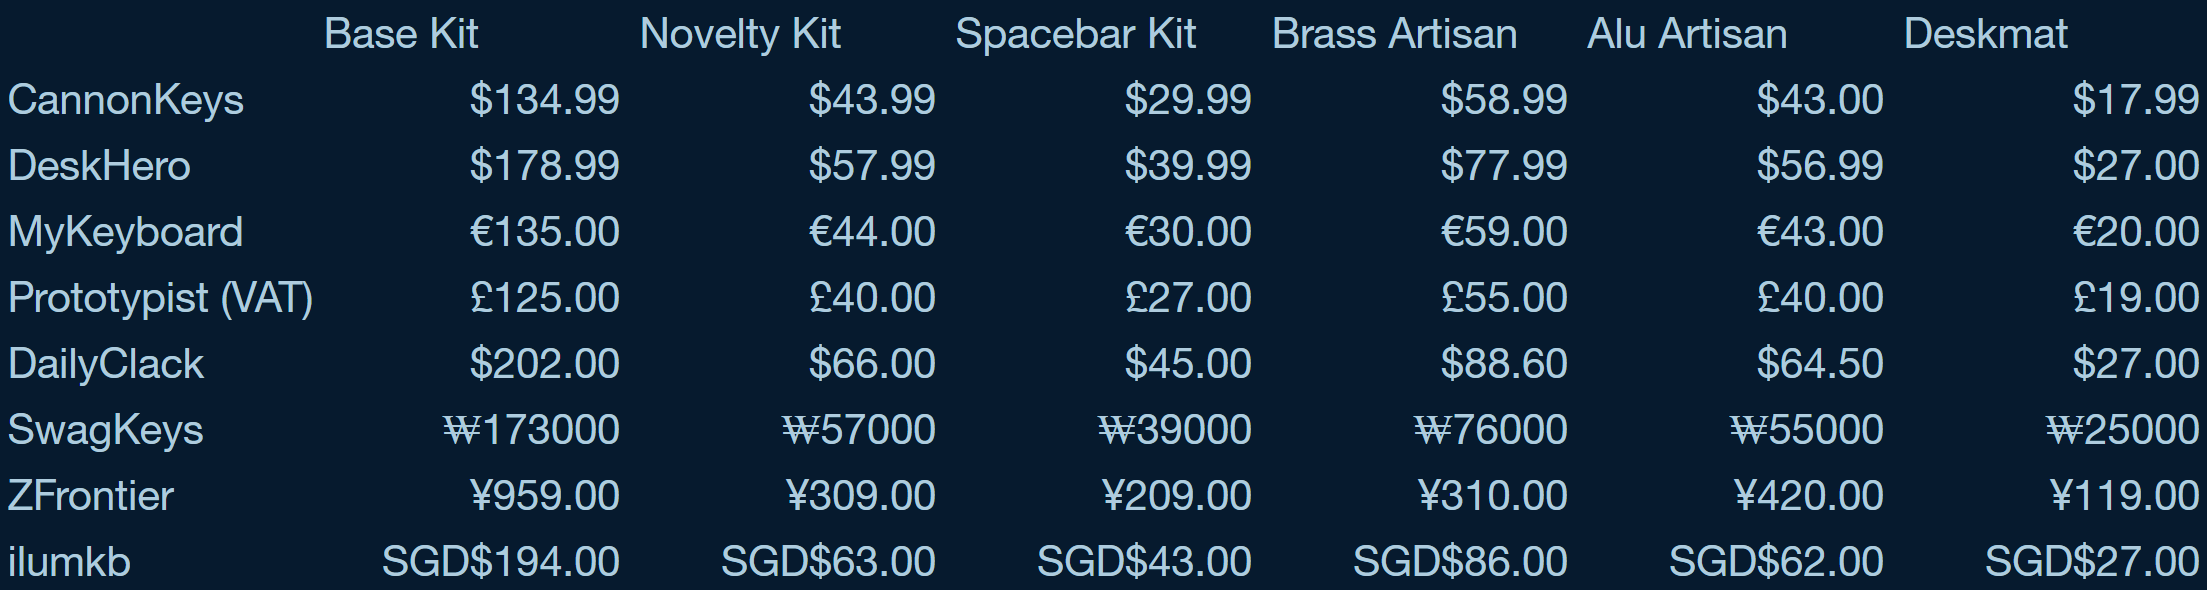 Base Kit Novelty Kit Spacebar Kit Brass Artisan Alu Artisan Deskmat
CannonKeys $134.99 $43.99 $29.99 $58.99 $43.00 $17.99
DeskHero $178.99 $57.99 $39.99 $77.99 $56.99 $27.00
MyKeyboard €135.00 €44.00 €30.00 €59.00 €43.00 €20.00
Prototypist (VAT) £125.00 £40.00 £27.00 £55.00 £40.00 £19.00
DailyClack $202.00 $66.00 $45.00 $88.60 $64.50 $27.00
SwagKeys ₩173000 ₩57000 ₩39000 ₩76000 ₩55000 ₩25000
ZFrontier ¥959.00 ¥309.00 ¥209.00 ¥310.00 ¥420.00 ¥119.00
ilumkb SGD$194.00 SGD$63.00 SGD$43.00 SGD$86.00 SGD$62.00 SGD$27.00